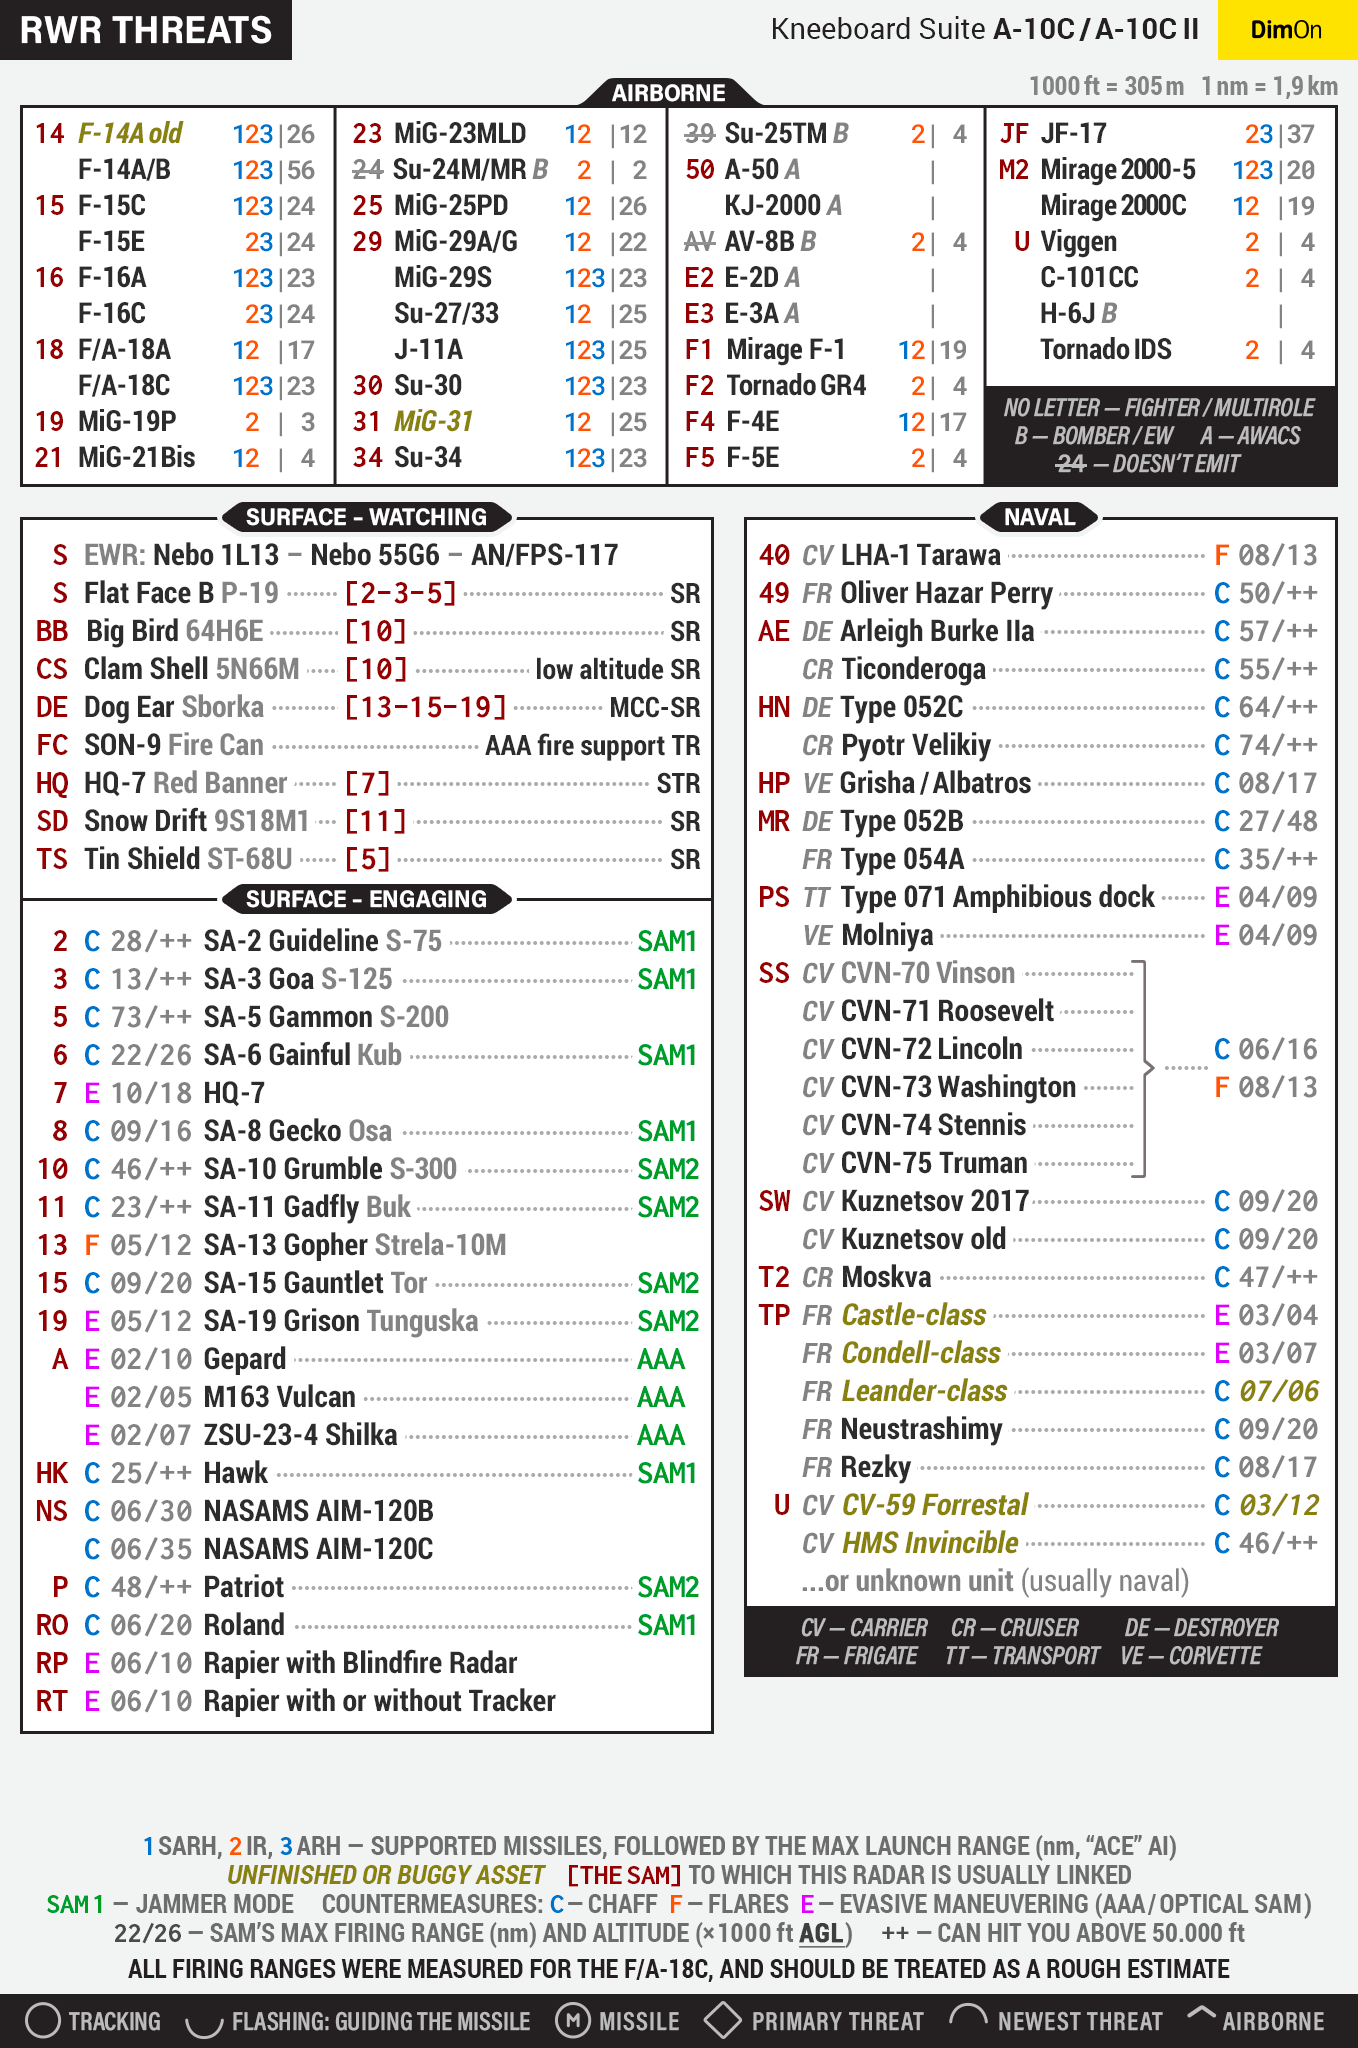 RWR THREATS
Kneeboard Suite A-10C / A-10C II
DimOn
1000 ft = 305 m 1 nm = 1,9 km
AIRBORNE
14 F-14A old 123|26
F-14A/B 123|56
15 F-15C 123|24
F-15E 23|24
16 F-16A 123|23
F-16C 23|24
18 F/A-18A 12 |17
F/A-18C 123|23
19 MiG-19P 2 | 3
21 MiG-21Bis 12 | 4
23 MiG-23MLD 12 |12
24 Su-24M/MR B 2 | 2
25 MiG-25PD 12 |26
29 MiG-29A/G 12 |22
MiG-29S 123|23
Su-27/33 12 |25
J-11A 123|25
30 Su-30 123|23
31 MiG-31 12 |25
34 Su-34 123|23
39 Su-25TM B 2| 4
50 A-50 A |
KJ-2000 A |
AV AV-8B B 2| 4
E2 E-2D A |
E3 E-3A A |
F1 Mirage F-1 12|19
F2 Tornado GR4 2| 4
F4 F-4E 12|17
F5 F-5E 2| 4
JF JF-17 23|37
M2 Mirage 2000-5 123|20
Mirage 2000C 12 |19
U Viggen 2 | 4
C-101CC 2 | 4
H-6J B |
Tornado IDS 2 | 4
NO LETTER — FIGHTER / MULTIROLE
B — BOMBER / EW A — AWACS
24 — DOESN'T EMIT
SURFACE – WATCHING
S EWR: Nebo 1L13 – Nebo 55G6 – AN/FPS-117
S Flat Face B P-19 [2-3-5] SR
BB Big Bird 64H6E [10] SR
CS Clam Shell 5N66M [10] low altitude SR
DE Dog Ear Sborka [13-15-19] MCC-SR
FC SON-9 Fire Can AAA fire support TR
HQ HQ-7 Red Banner [7] STR
SD Snow Drift 9S18M1 [11] SR
TS Tin Shield ST-68U [5] SR
SURFACE – ENGAGING
2 C 28/++ SA-2 Guideline S-75 SAM1
3 C 13/++ SA-3 Goa S-125 SAM1
5 C 73/++ SA-5 Gammon S-200
6 C 22/26 SA-6 Gainful Kub SAM1
7 E 10/18 HQ-7
8 C 09/16 SA-8 Gecko Osa SAM1
10 C 46/++ SA-10 Grumble S-300 SAM2
11 C 23/++ SA-11 Gadfly Buk SAM2
13 F 05/12 SA-13 Gopher Strela-10M
15 C 09/20 SA-15 Gauntlet Tor SAM2
19 E 05/12 SA-19 Grison Tunguska SAM2
A E 02/10 Gepard AAA
E 02/05 M163 Vulcan AAA
E 02/07 ZSU-23-4 Shilka AAA
HK C 25/++ Hawk SAM1
NS C 06/30 NASAMS AIM-120B
C 06/35 NASAMS AIM-120C
P C 48/++ Patriot SAM2
RO C 06/20 Roland SAM1
RP E 06/10 Rapier with Blindfire Radar
RT E 06/10 Rapier with or without Tracker
NAVAL
40 CV LHA-1 Tarawa F 08/13
49 FR Oliver Hazar Perry C 50/++
AE DE Arleigh Burke IIa C 57/++
CR Ticonderoga C 55/++
HN DE Type 052C C 64/++
CR Pyotr Velikiy C 74/++
HP VE Grisha / Albatros C 08/17
MR DE Type 052B C 27/48
FR Type 054A C 35/++
PS TT Type 071 Amphibious dock E 04/09
VE Molniya E 04/09
SS CV CVN-70 Vinson
CV CVN-71 Roosevelt
CV CVN-72 Lincoln C 06/16
CV CVN-73 Washington F 08/13
CV CVN-74 Stennis
CV CVN-75 Truman
SW CV Kuznetsov 2017 C 09/20
CV Kuznetsov old C 09/20
T2 CR Moskva C 47/++
TP FR Castle-class E 03/04
FR Condell-class E 03/07
FR Leander-class C 07/06
FR Neustrashimy C 09/20
FR Rezky C 08/17
U CV CV-59 Forrestal C 03/12
CV HMS Invincible C 46/++
...or unknown unit (usually naval)
CV — CARRIER CR — CRUISER DE — DESTROYER
FR — FRIGATE TT — TRANSPORT VE — CORVETTE
1 SARH, 2 IR, 3 ARH — SUPPORTED MISSILES, FOLLOWED BY THE MAX LAUNCH RANGE (nm, “ACE” AI)
UNFINISHED OR BUGGY ASSET [THE SAM] TO WHICH THIS RADAR IS USUALLY LINKED
SAM1 — JAMMER MODE COUNTERMEASURES: C — CHAFF F — FLARES E — EVASIVE MANEUVERING (AAA / OPTICAL SAM)
22/26 — SAM'S MAX FIRING RANGE (nm) AND ALTITUDE (×1000 ft AGL) ++ — CAN HIT YOU ABOVE 50.000 ft
ALL FIRING RANGES WERE MEASURED FOR THE F/A-18C, AND SHOULD BE TREATED AS A ROUGH ESTIMATE
TRACKING FLASHING: GUIDING THE MISSILE M MISSILE PRIMARY THREAT NEWEST THREAT AIRBORNE